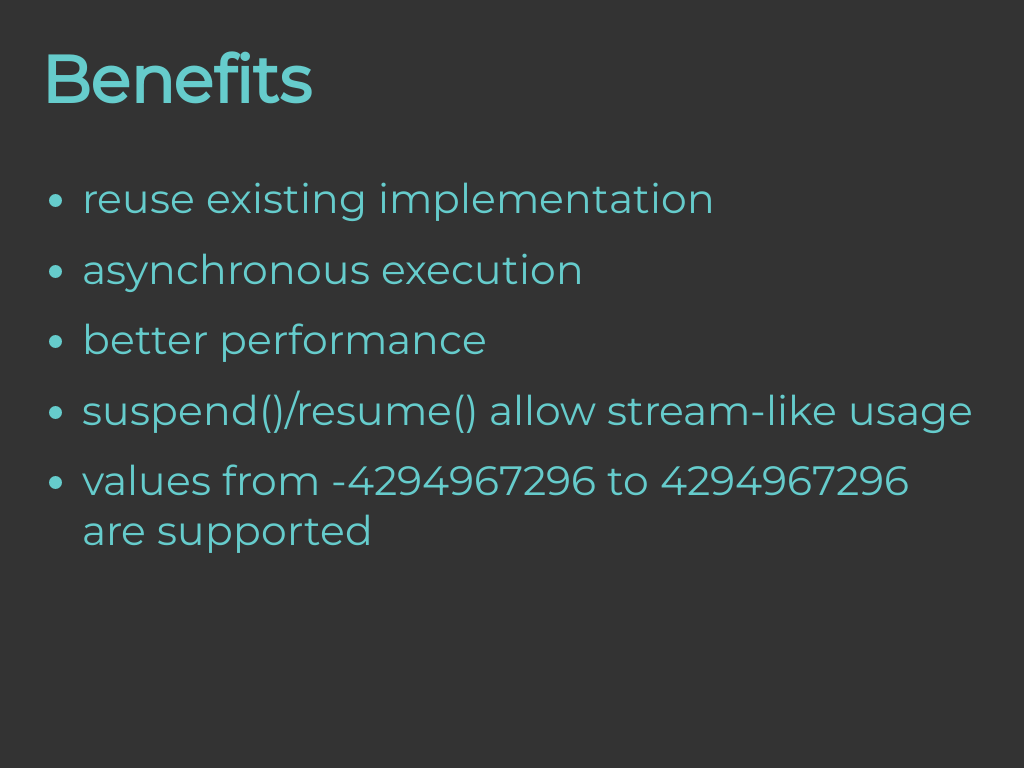 Benefits
• reuse existing implementation
• asynchronous execution
• better performance
• suspend()/resume() allow stream-like usage
• values from -4294967296 to 4294967296
are supported